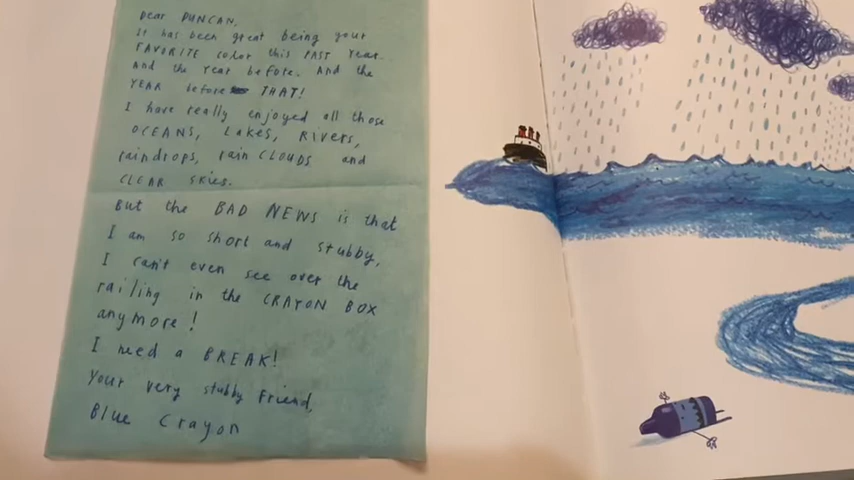 Dear DUNCAN,
It has been great being your
FAVORITE color this PAST year.
And the year before. And the
YEAR before THAT!
I have really enjoyed all those
OCEANS, LAkes, RIVers,
raindrops, rain CLOUDS and
CLEAR skies.
But the BAD NEWS is that
I am so short and stubby,
I can't even see over the
railing in the CRAYON BOX
anymore!
I need a BREAK!
Your very stubby Friend,
Blue Crayon